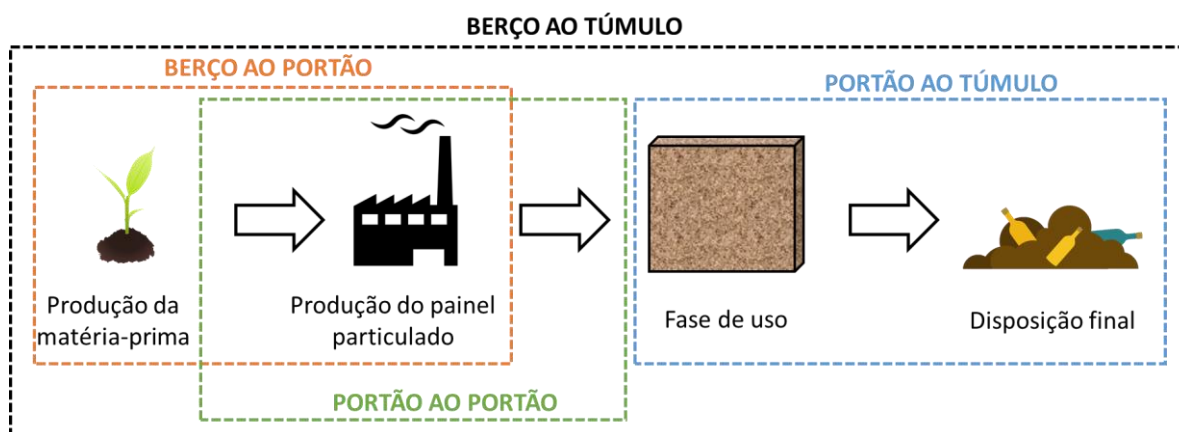 BERÇO AO TÚMULO
BERÇO AO PORTÃO
PORTÃO AO TÚMULO
Produção da
matéria-prima
Produção do painel
particulado
Fase de uso
Disposição final
PORTÃO AO PORTÃO